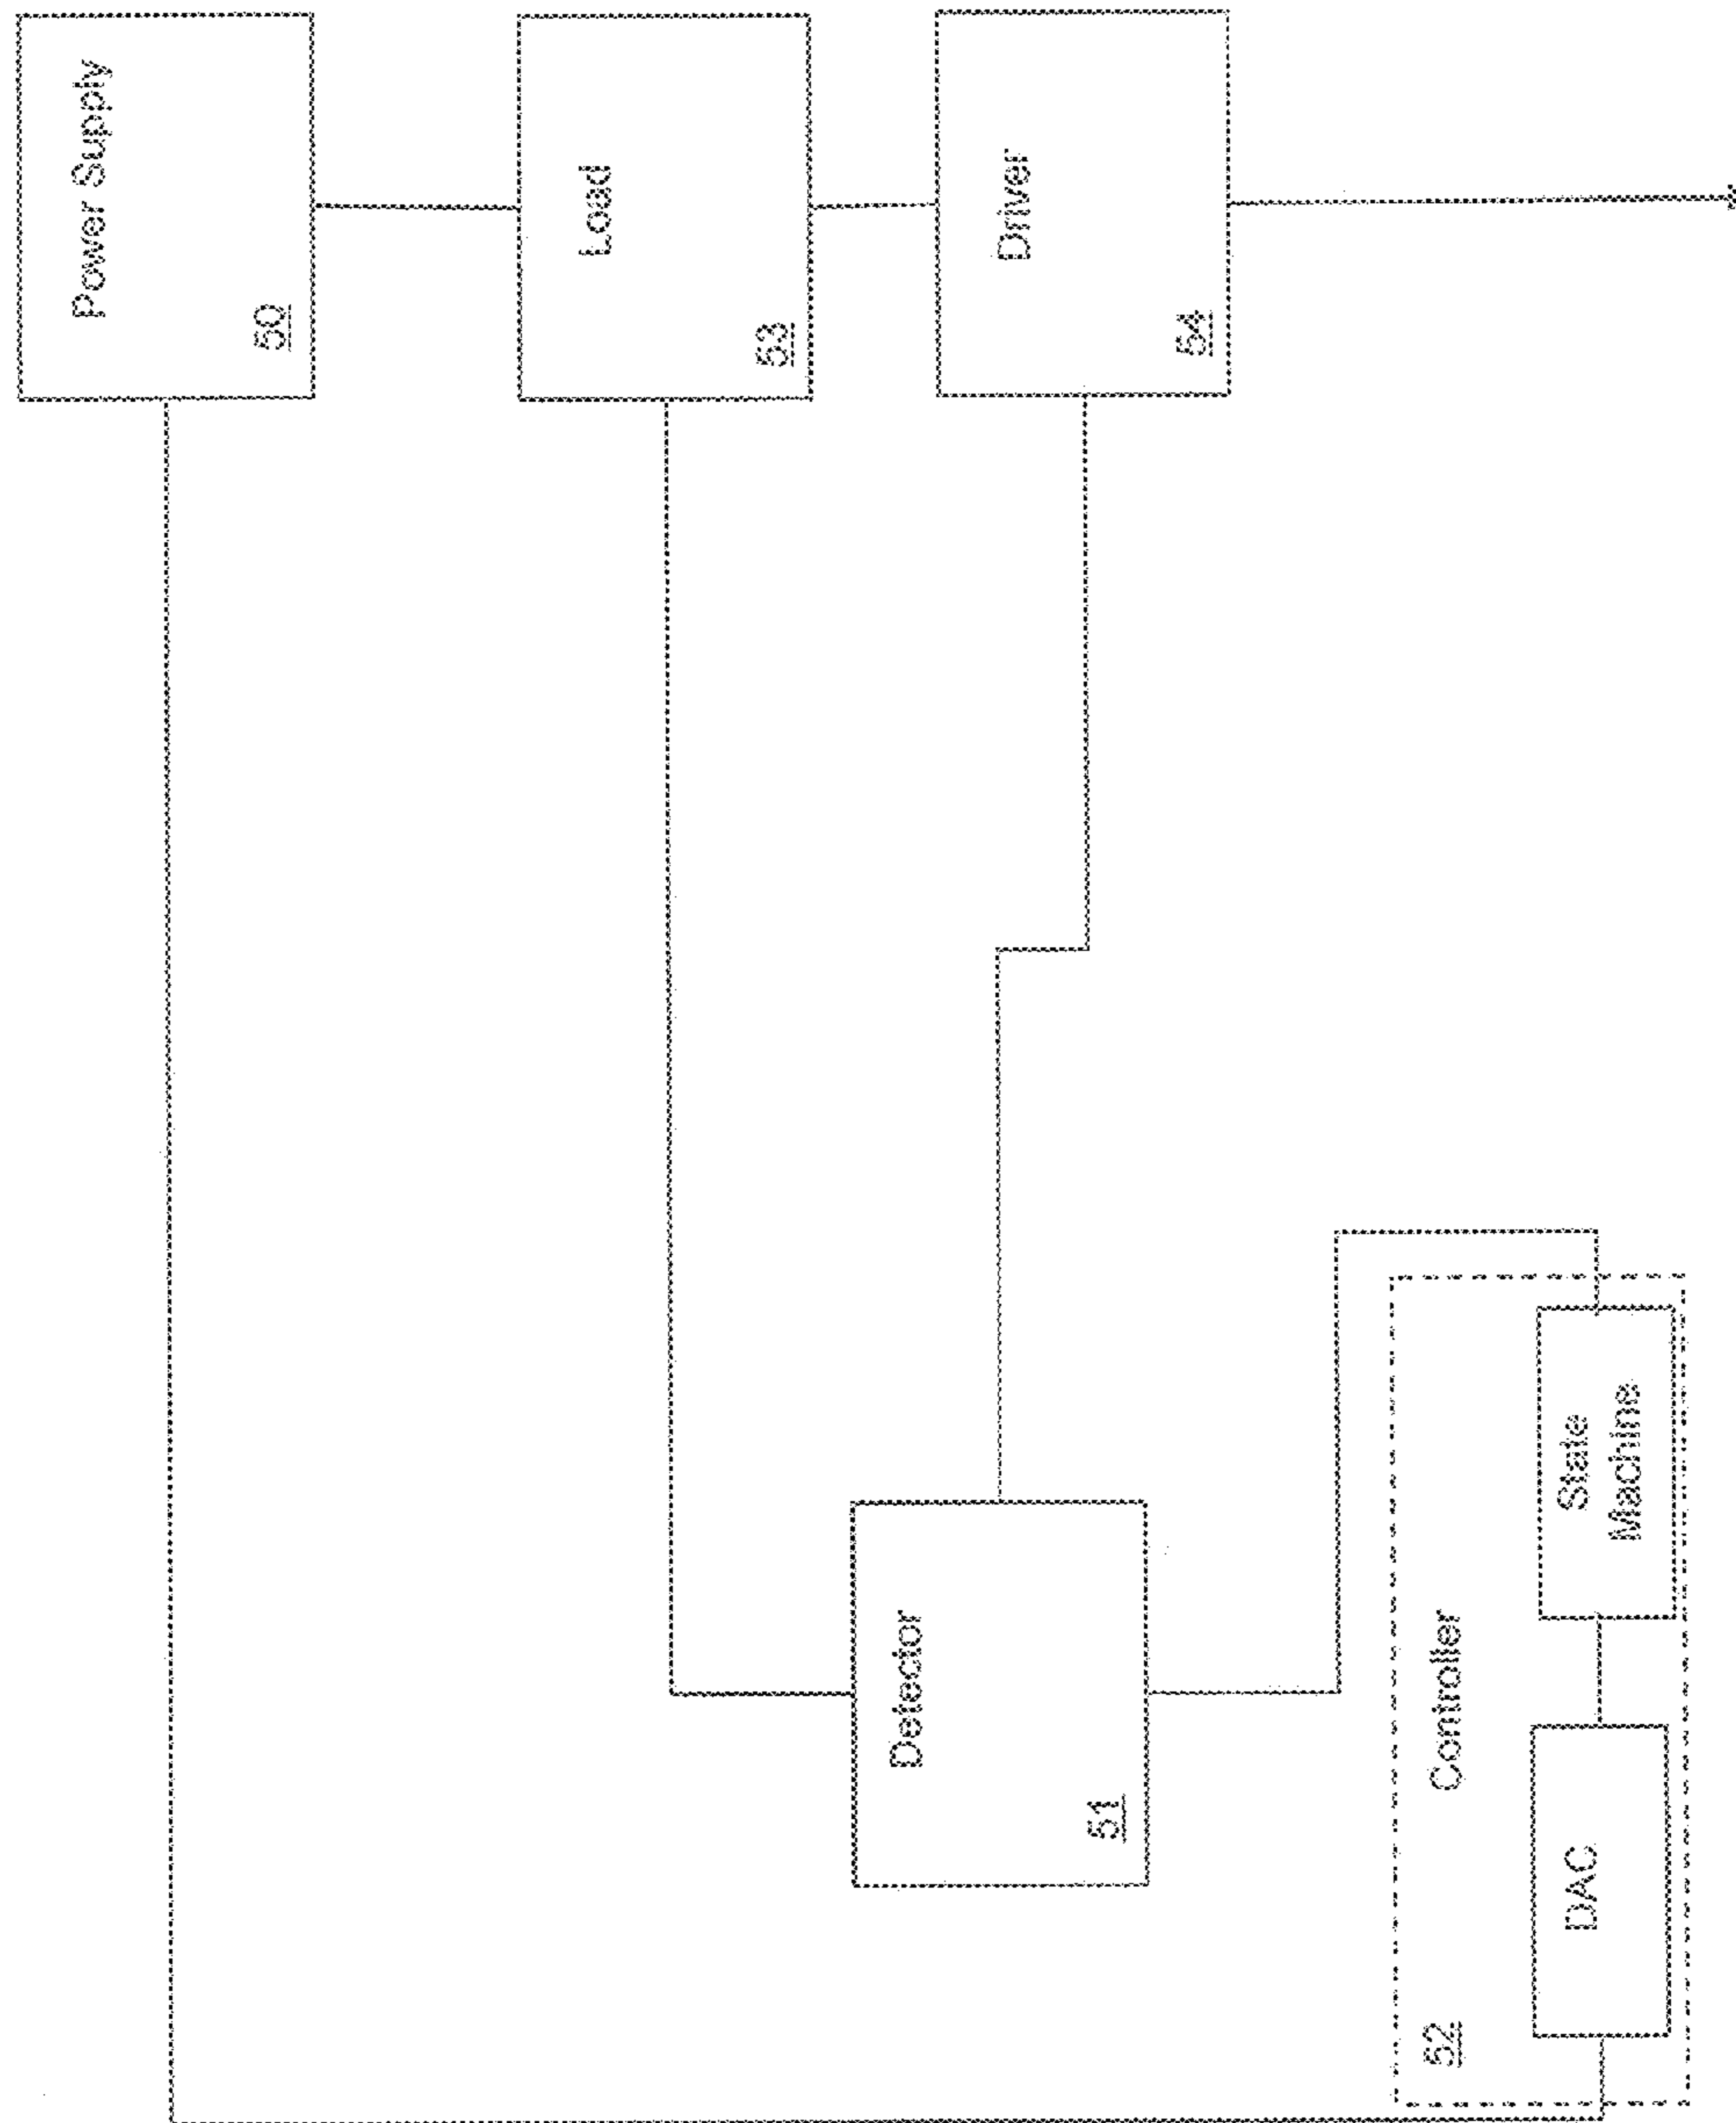 Power Supply
50
Load
53
Driver
54
Detector
51
Controller
52
State
Machine
DAC